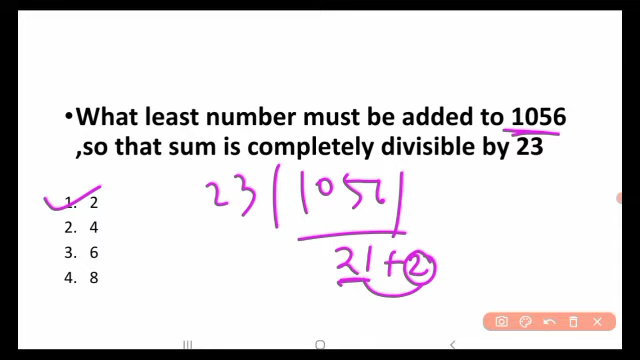 •What least number must be added to 1056
,so that sum is completely divisible by 23
1. 2
2. 4
3. 6
4. 8
23 | 1056 |
21 + 2